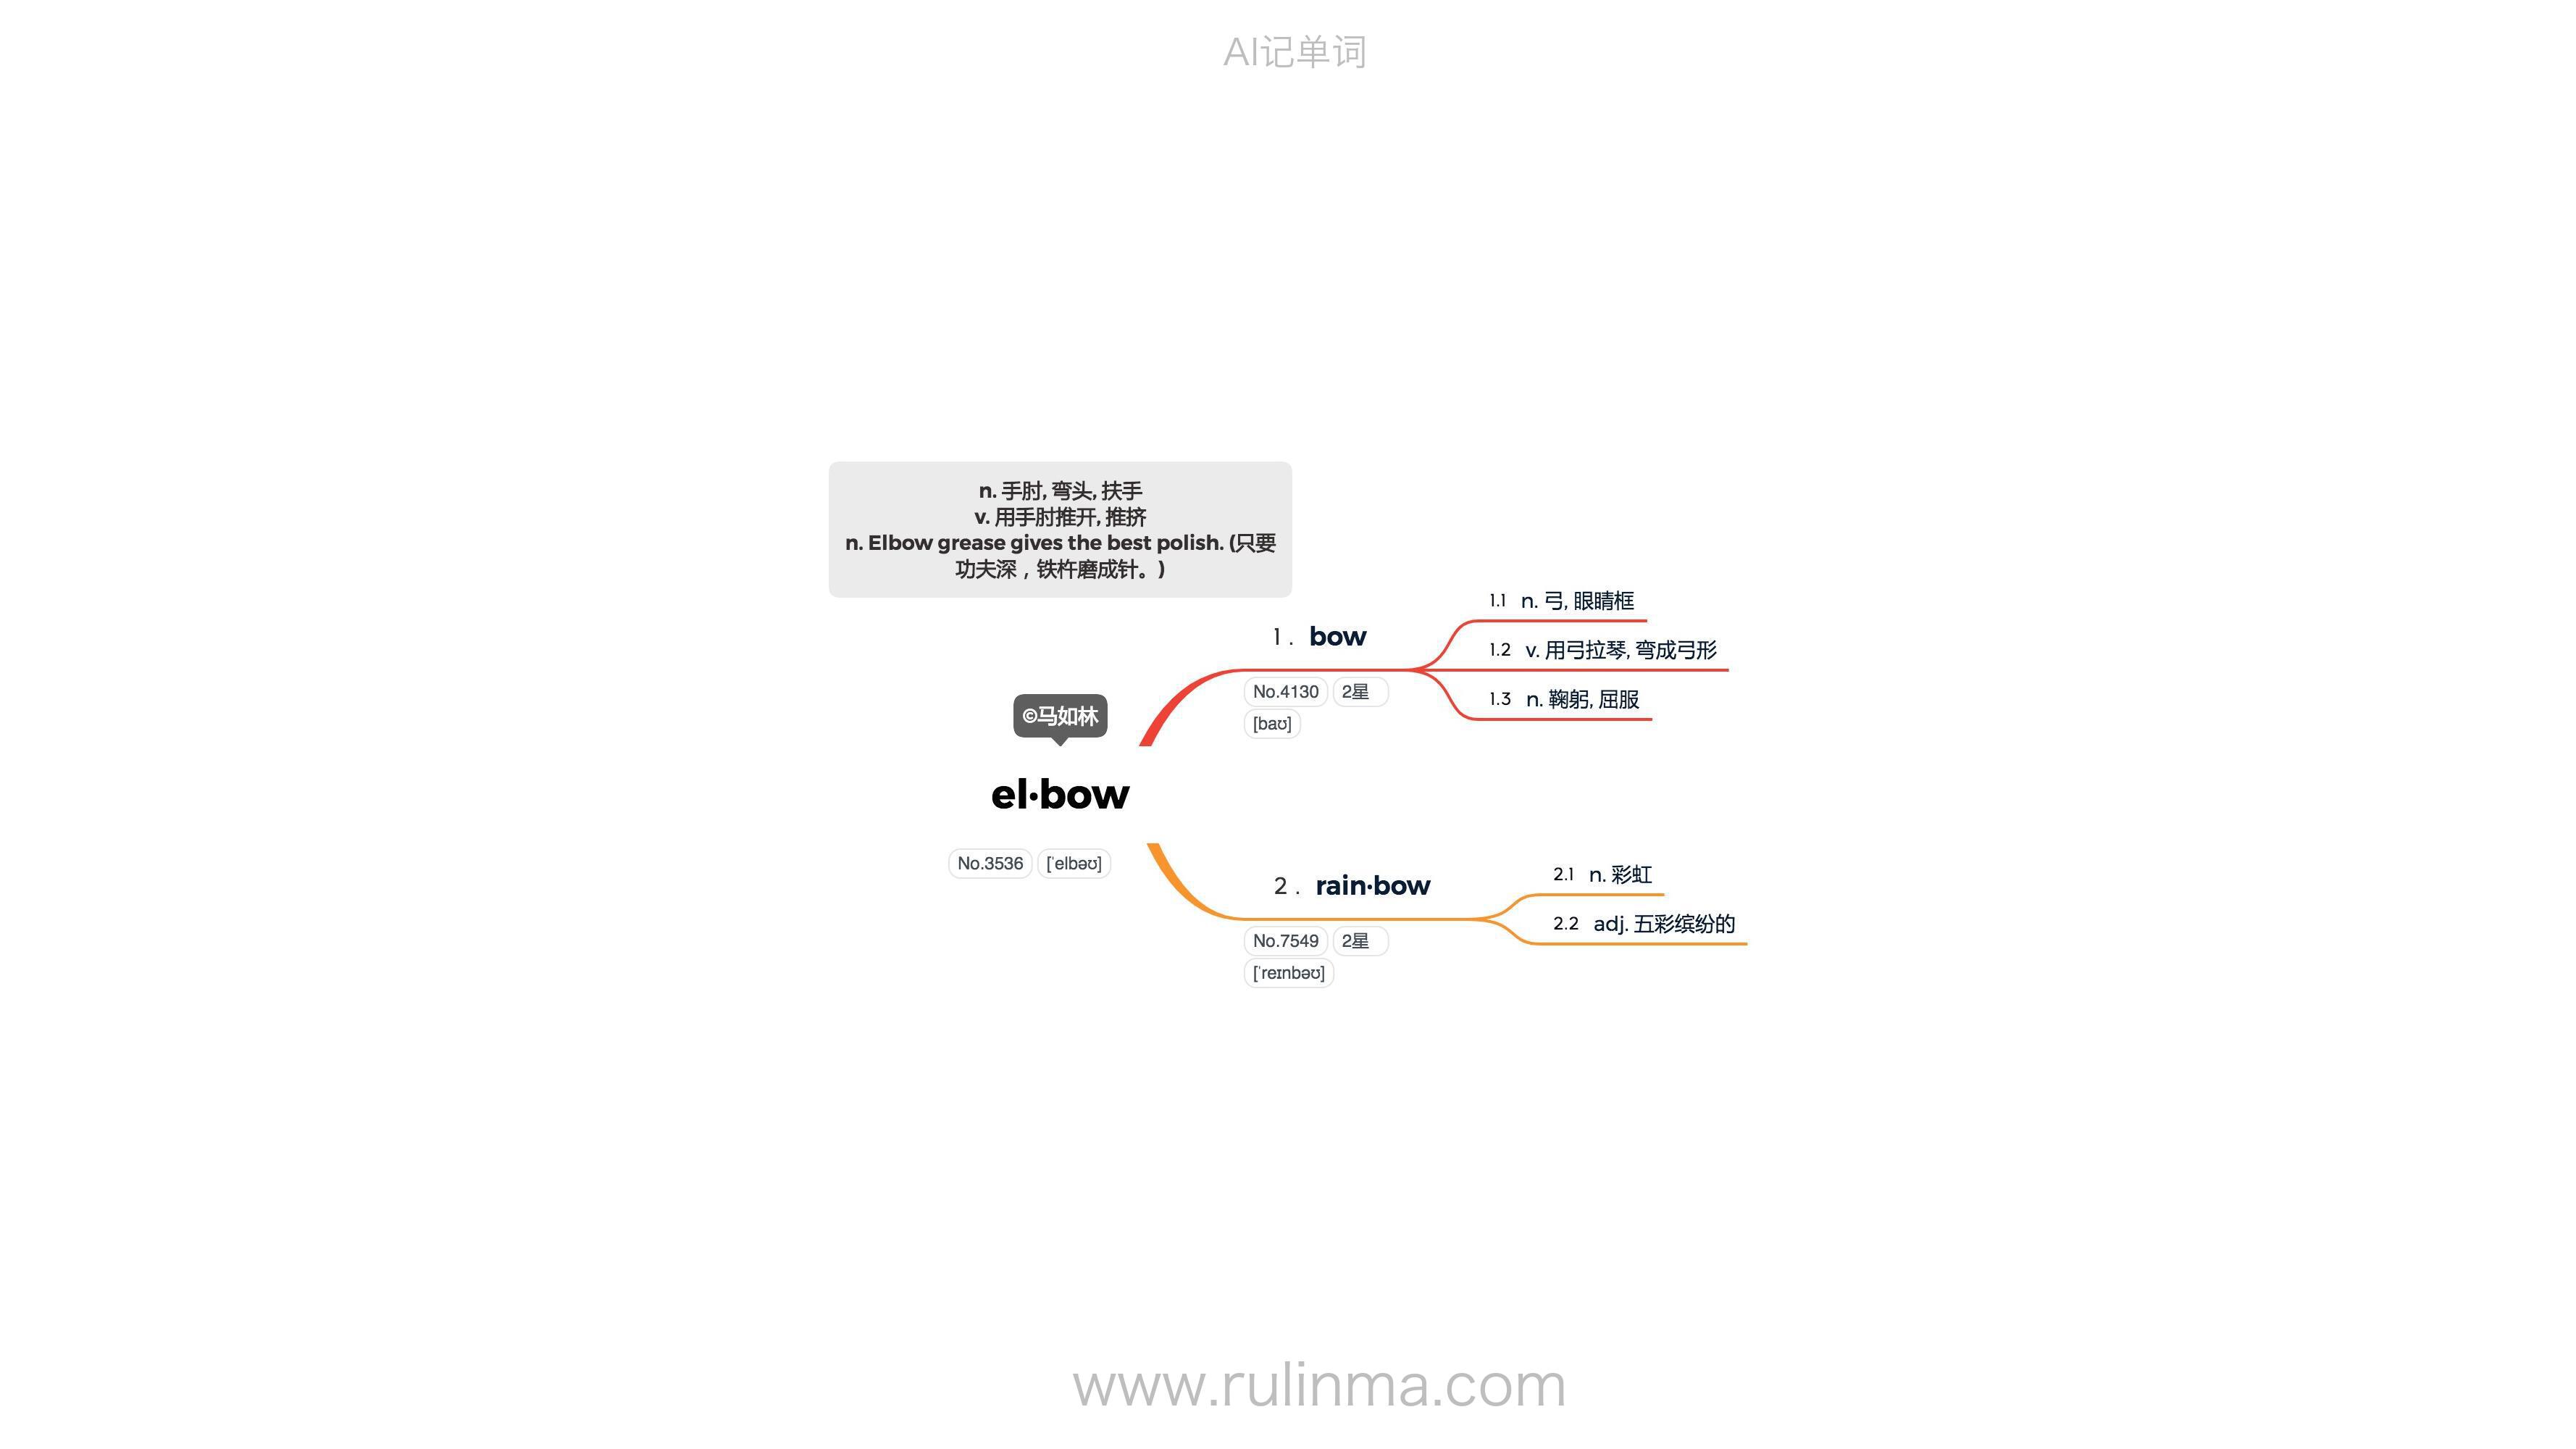 AI记单词
n. 手肘, 弯头, 扶手
v. 用手肘推开, 推挤
n. Elbow grease gives the best polish. (只要
功夫深，铁杵磨成针。)
©马如林
el·bow
No.3536 [ˈelbəʊ]
1. bow
No.4130 2星
[baʊ]
1.1 n. 弓, 眼睛框
1.2 v. 用弓拉琴, 弯成弓形
1.3 n. 鞠躬, 屈服
2. rain·bow
No.7549 2星
[ˈreɪnbəʊ]
2.1 n. 彩虹
2.2 adj. 五彩缤纷的
www.rulinma.com